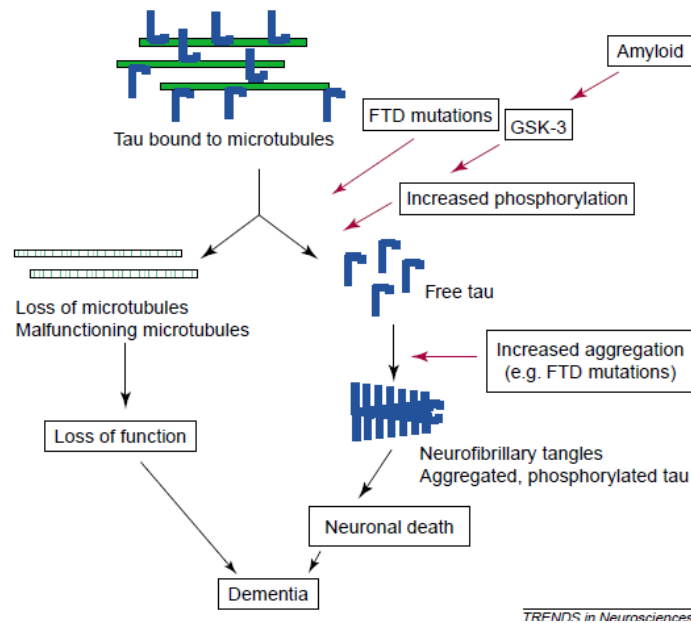 Amyloid
FTD mutations
GSK-3
Tau bound to microtubules
Increased phosphorylation
Loss of microtubules
Malfunctioning microtubules
Free tau
Increased aggregation
(e.g. FTD mutations)
Loss of function
Neurofibrillary tangles
Aggregated, phosphorylated tau
Neuronal death
Dementia
TRENDS in Neurosciences